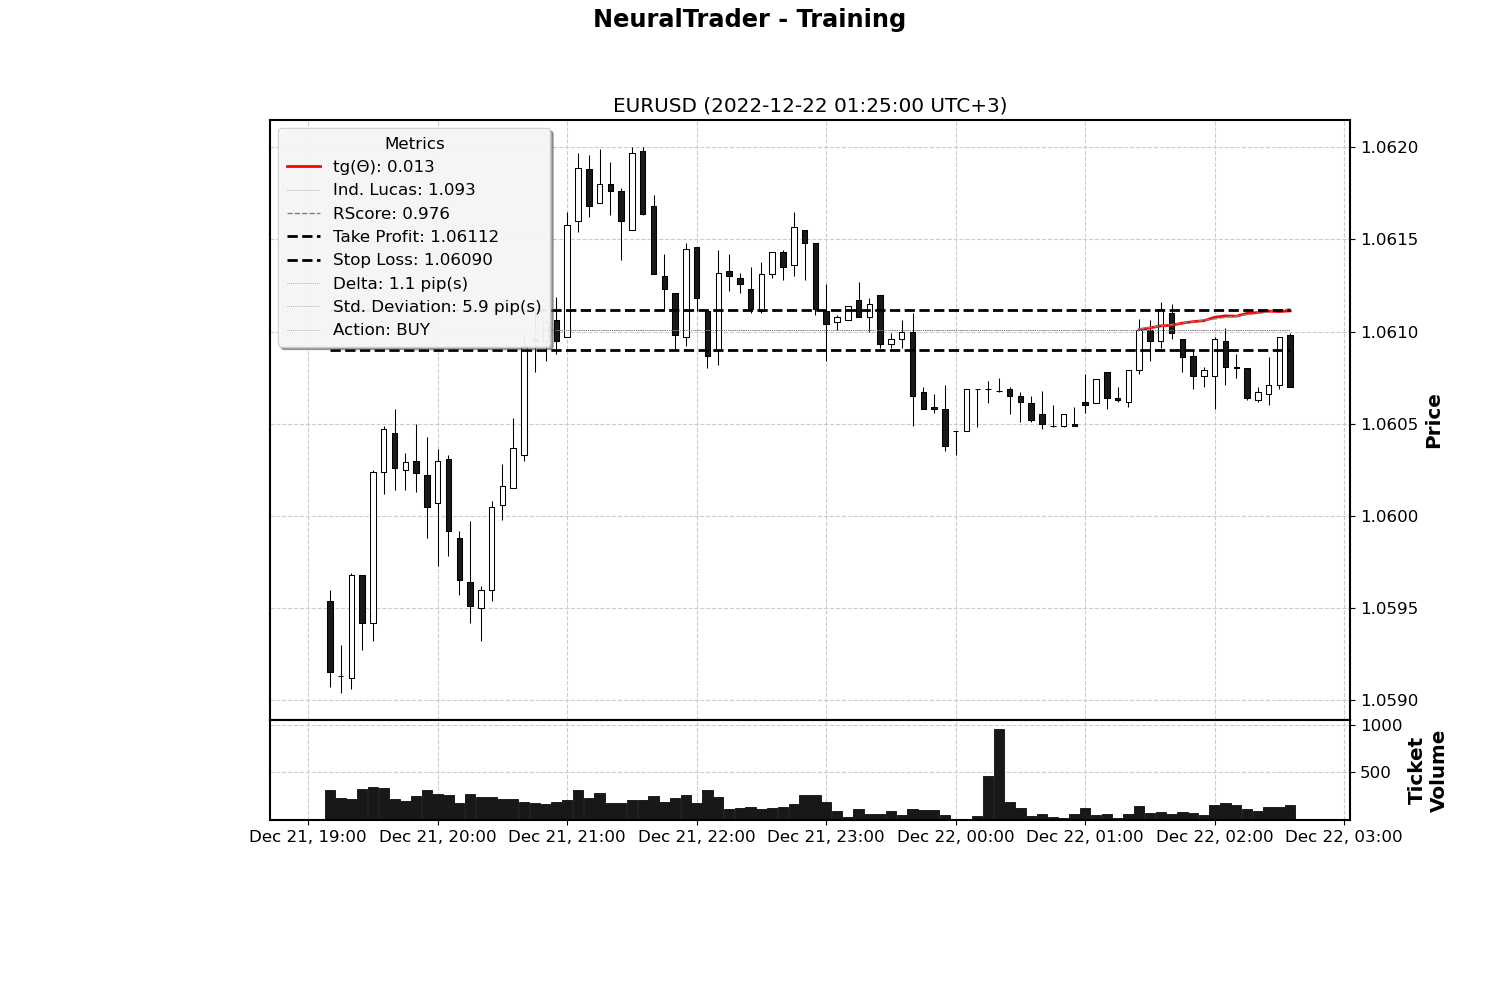 NeuralTrader - Training
EURUSD (2022-12-22 01:25:00 UTC+3)
Metrics
tg(Θ): 0.013
Ind. Lucas: 1.093
RScore: 0.976
Take Profit: 1.06112
Stop Loss: 1.06090
Delta: 1.1 pip(s)
Std. Deviation: 5.9 pip(s)
Action: BUY
1.0620
1.0615
1.0610
1.0605
1.0600
1.0595
1.0590
Price
1000
500
Ticket
Volume
Dec 21, 19:00
Dec 21, 20:00
Dec 21, 21:00
Dec 21, 22:00
Dec 21, 23:00
Dec 22, 00:00
Dec 22, 01:00
Dec 22, 02:00
Dec 22, 03:00